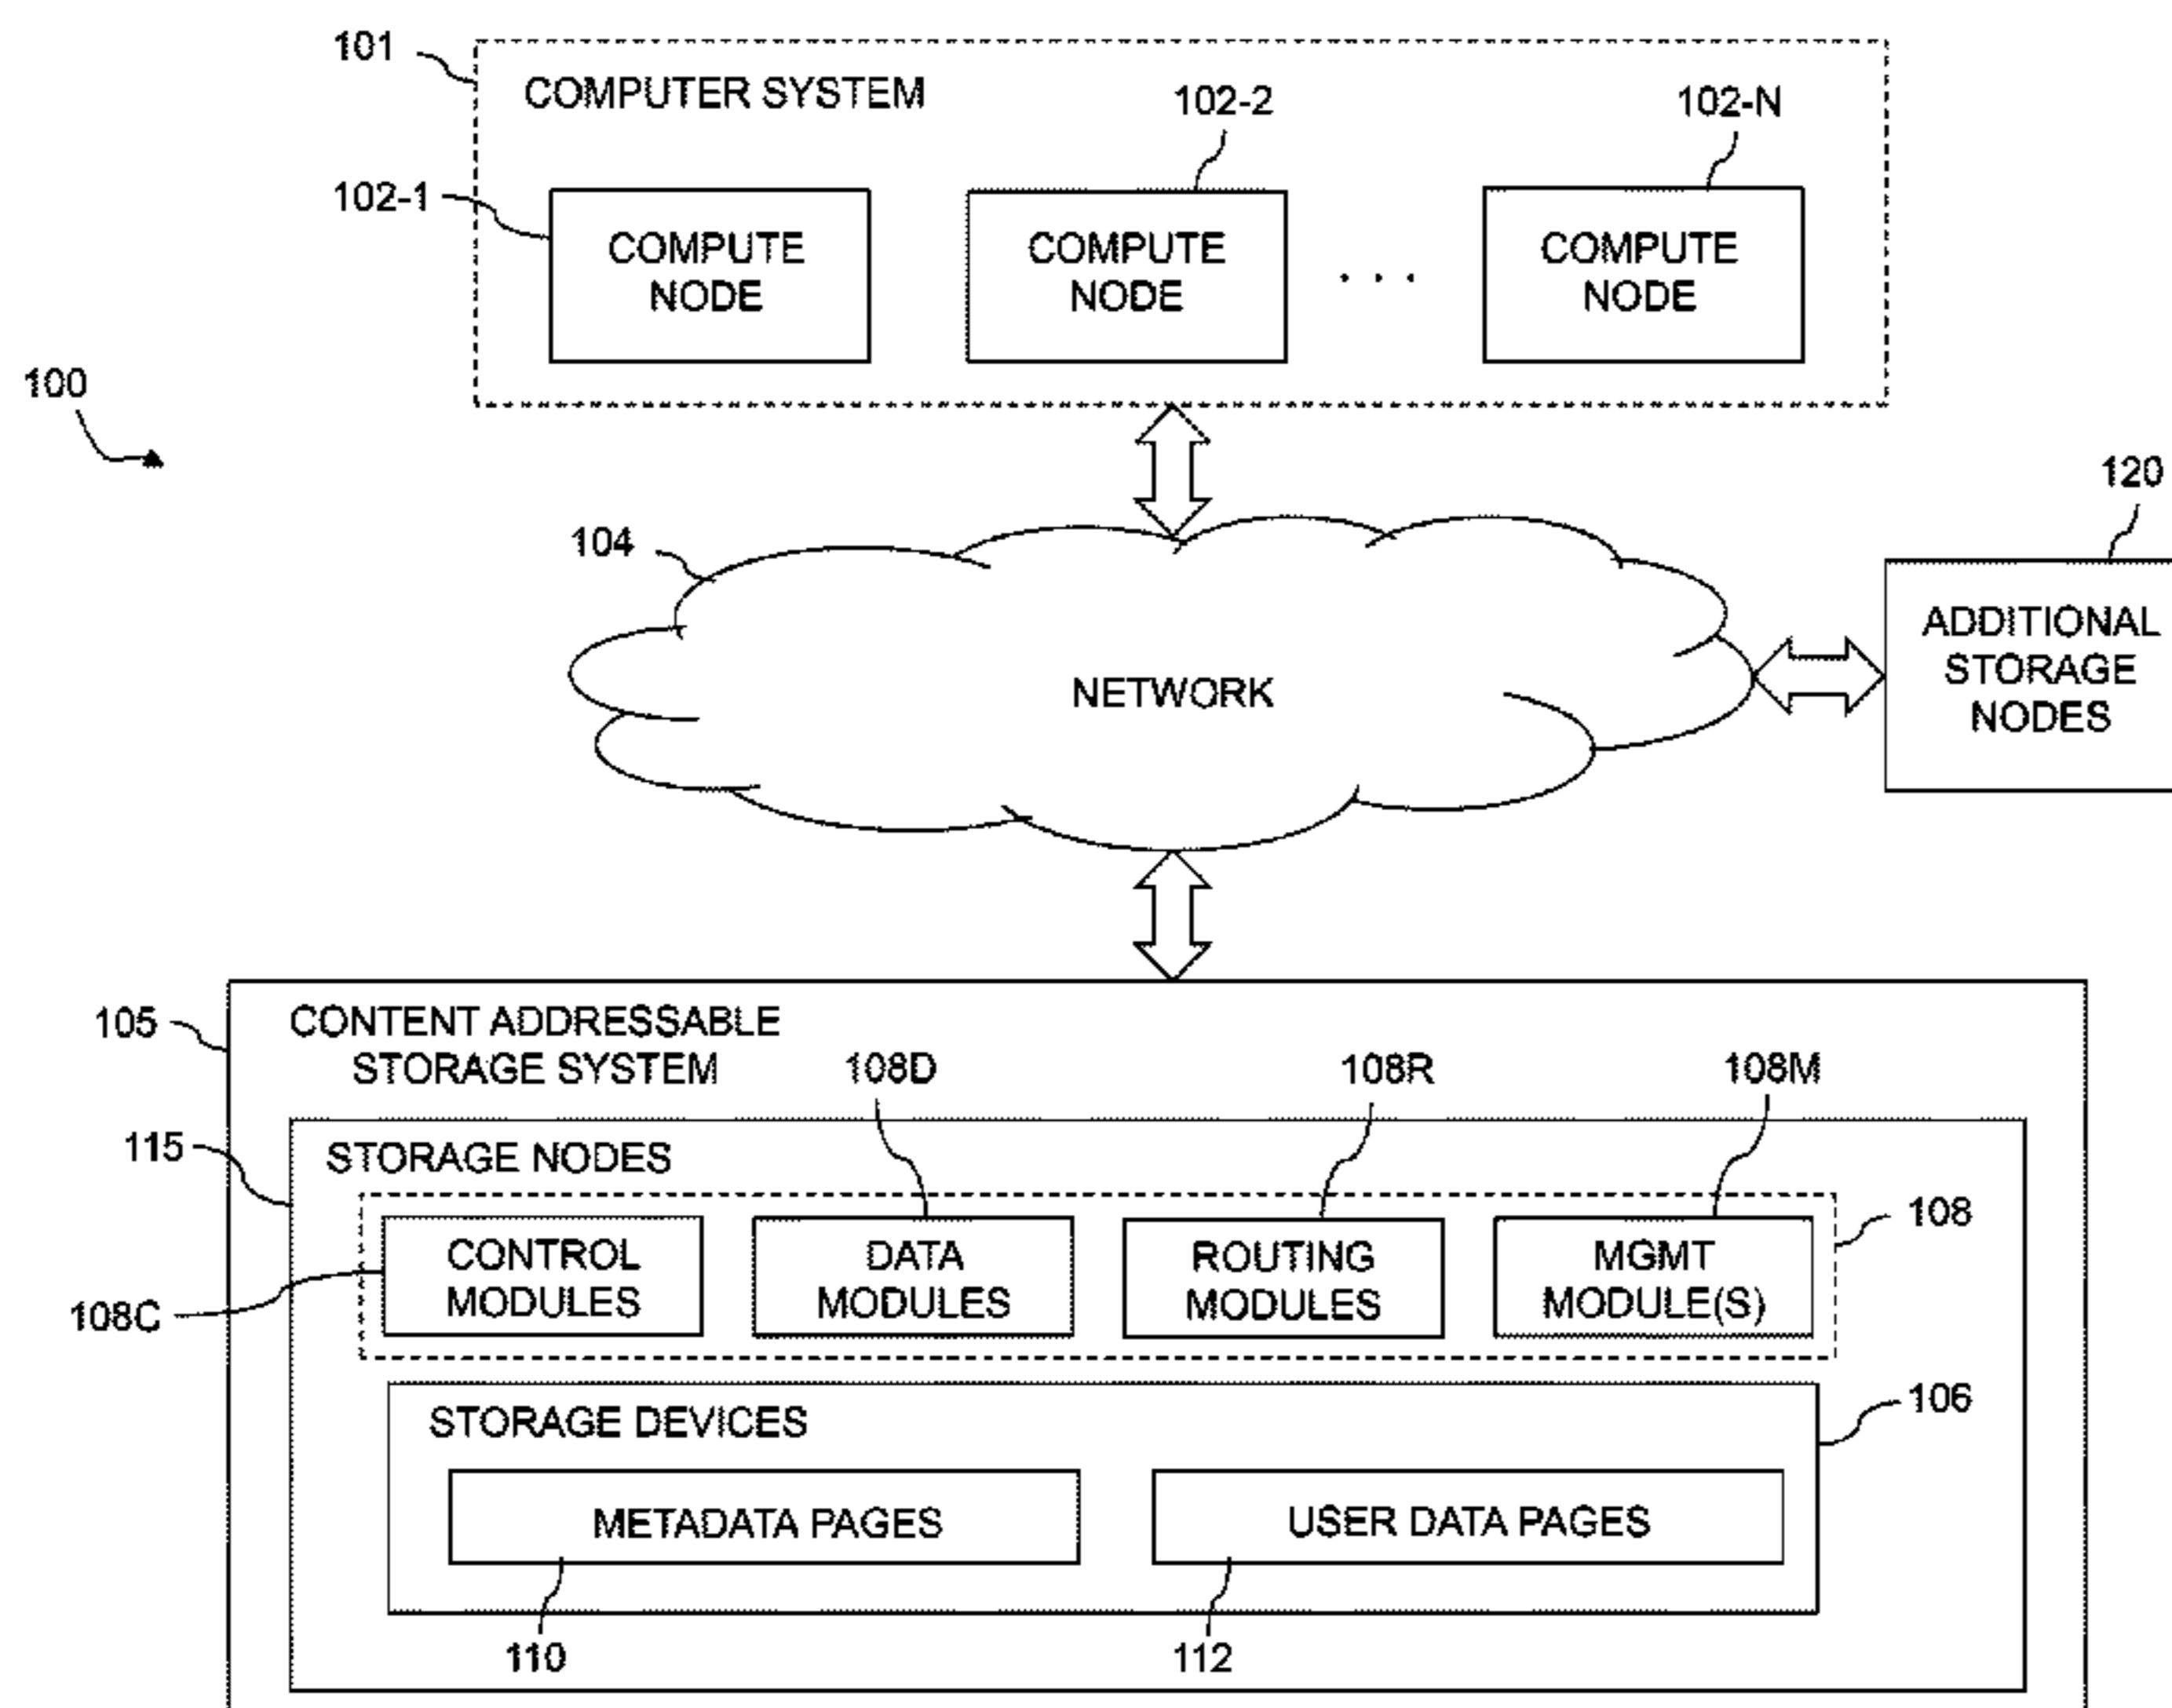 101
COMPUTER SYSTEM
102-2
102-N
102-1
COMPUTE
NODE
COMPUTE
NODE
. . .
COMPUTE
NODE
100
120
104
NETWORK
ADDITIONAL
STORAGE
NODES
105
CONTENT ADDRESSABLE
STORAGE SYSTEM
108D
108R
108M
115
STORAGE NODES
108
CONTROL
MODULES
DATA
MODULES
ROUTING
MODULES
MGMT
MODULE(S)
108C
106
STORAGE DEVICES
METADATA PAGES
USER DATA PAGES
110
112